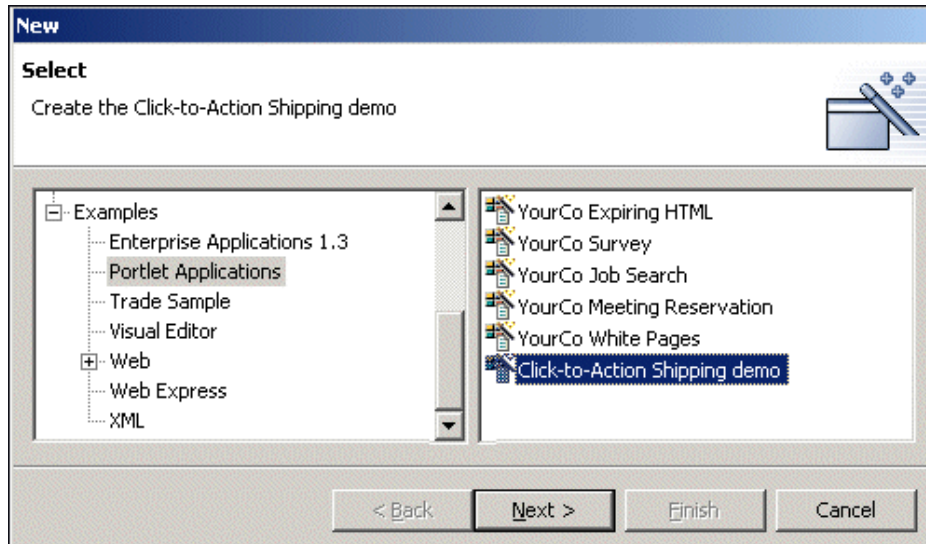 New
Select
Create the Click-to-Action Shipping demo
Examples
Enterprise Applications 1.3
Portlet Applications
Trade Sample
Visual Editor
Web
Web Express
XML
YourCo Expiring HTML
YourCo Survey
YourCo Job Search
YourCo Meeting Reservation
YourCo White Pages
Click-to-Action Shipping demo
< Back
Next >
Finish
Cancel